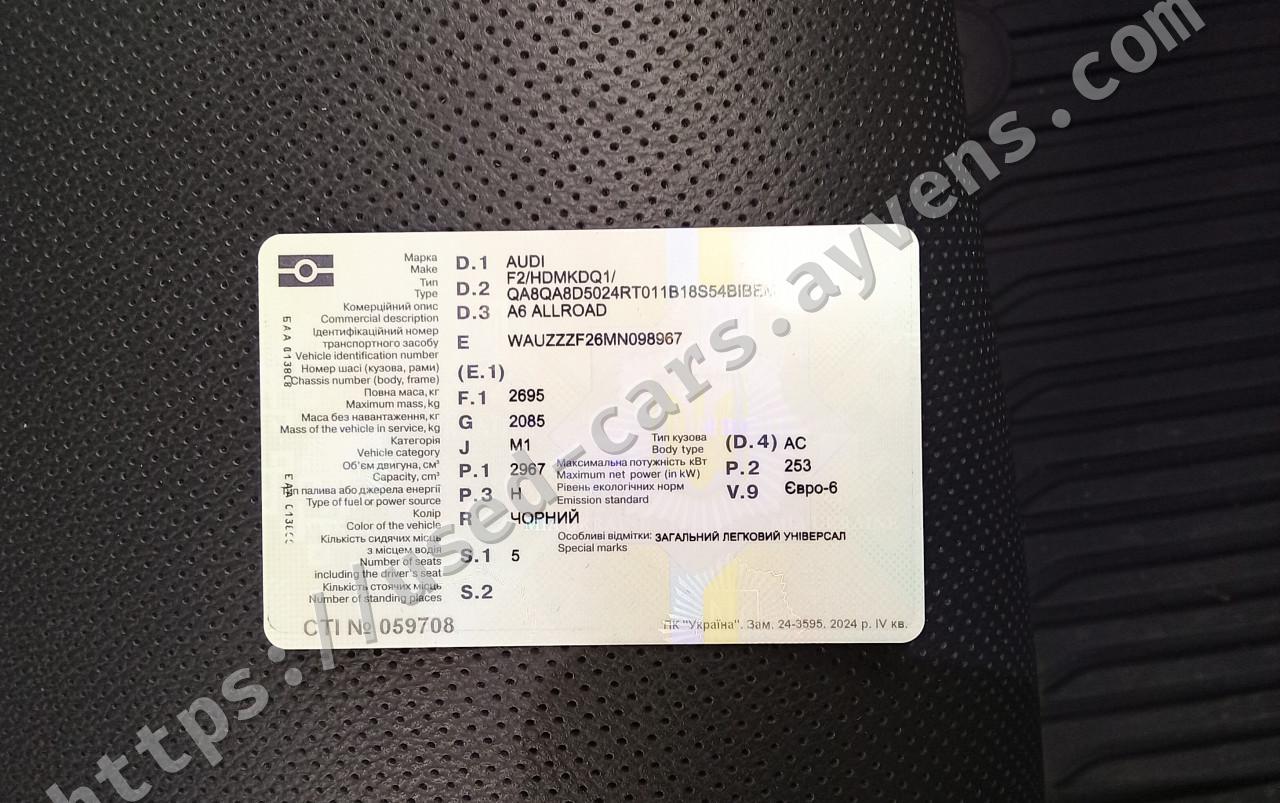 Марка D.1 AUDI
Make F2/HDMKDQ1/
Тип D.2
Type QA8QA8D5024RT011B18S54BIBEM
Комерційний опис D.3 A6 ALLROAD
Commercial description
Ідентифікаційний номер
транспортного засобу E WAUZZZF26MN098967
Vehicle identification number
Номер шасі (кузова, рами) (E.1)
Chassis number (body, frame)
Повна маса, кг F.1 2695
Maximum mass, kg
Маса без навантаження, кг G 2085
Mass of the vehicle in service, kg
Категорія J M1 Тип кузова (D.4) AC
Vehicle category Body type
Об'єм двигуна, см³ P.1 2967 Максимальна потужність кВт P.2 253
Capacity, cm³ Maximum net power (in kW)
Тип палива або джерела енергії P.3 H Рівень екологічних норм V.9 Євро-6
Type of fuel or power source Emission standard
Колір R ЧОРНИЙ
Color of the vehicle
Кількість сидячих місць Особливі відмітки: ЗАГАЛЬНИЙ ЛЕГКОВИЙ УНІВЕРСАЛ
з місцем водія S.1 5 Special marks
Number of seats
including the driver's seat
Кількість стоячих місць S.2
Number of standing places
СТІ № 059708 ПК "Україна". Зам. 24-3595. 2024 р. IV кв.
https://used-cars.ayvens.com